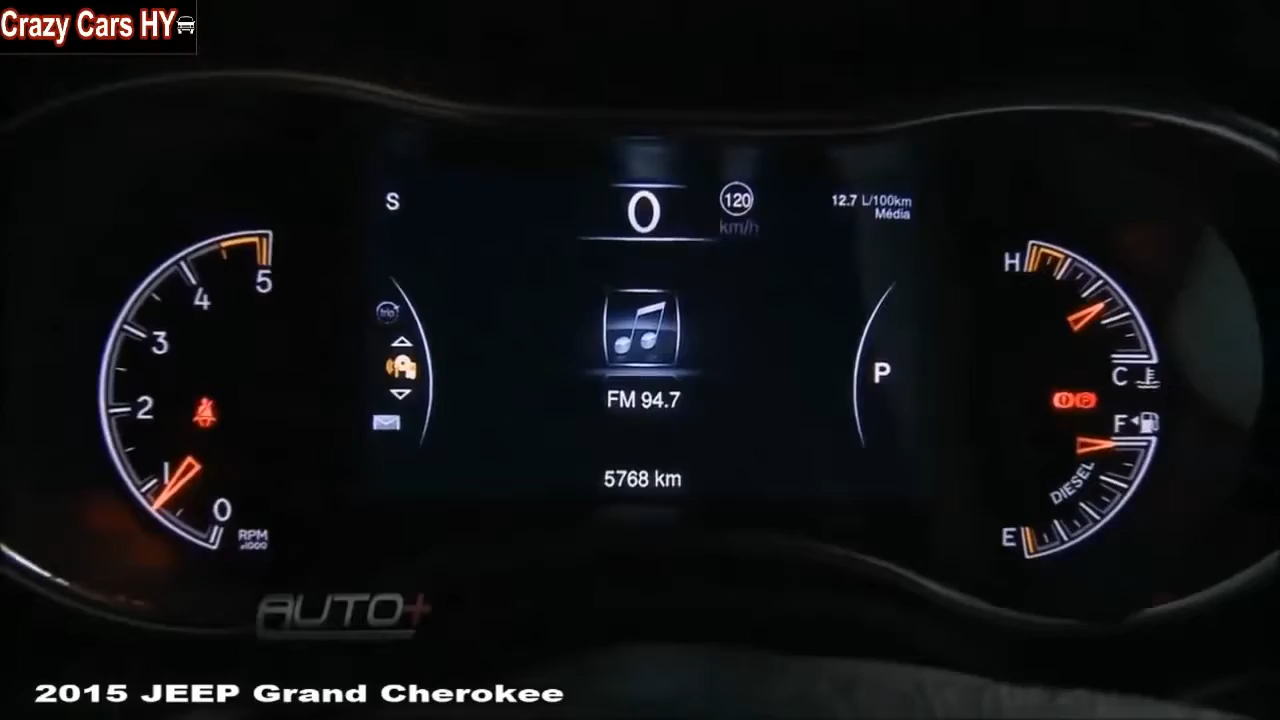 Crazy Cars HY
S
0
120
km/h
12.7 L/100km
Média
5
4
3
2
1
0
RPM
x1000
trip
FM 94.7
5768 km
P
H
C
F
DIESEL
E
AUTO+
2015 JEEP Grand Cherokee